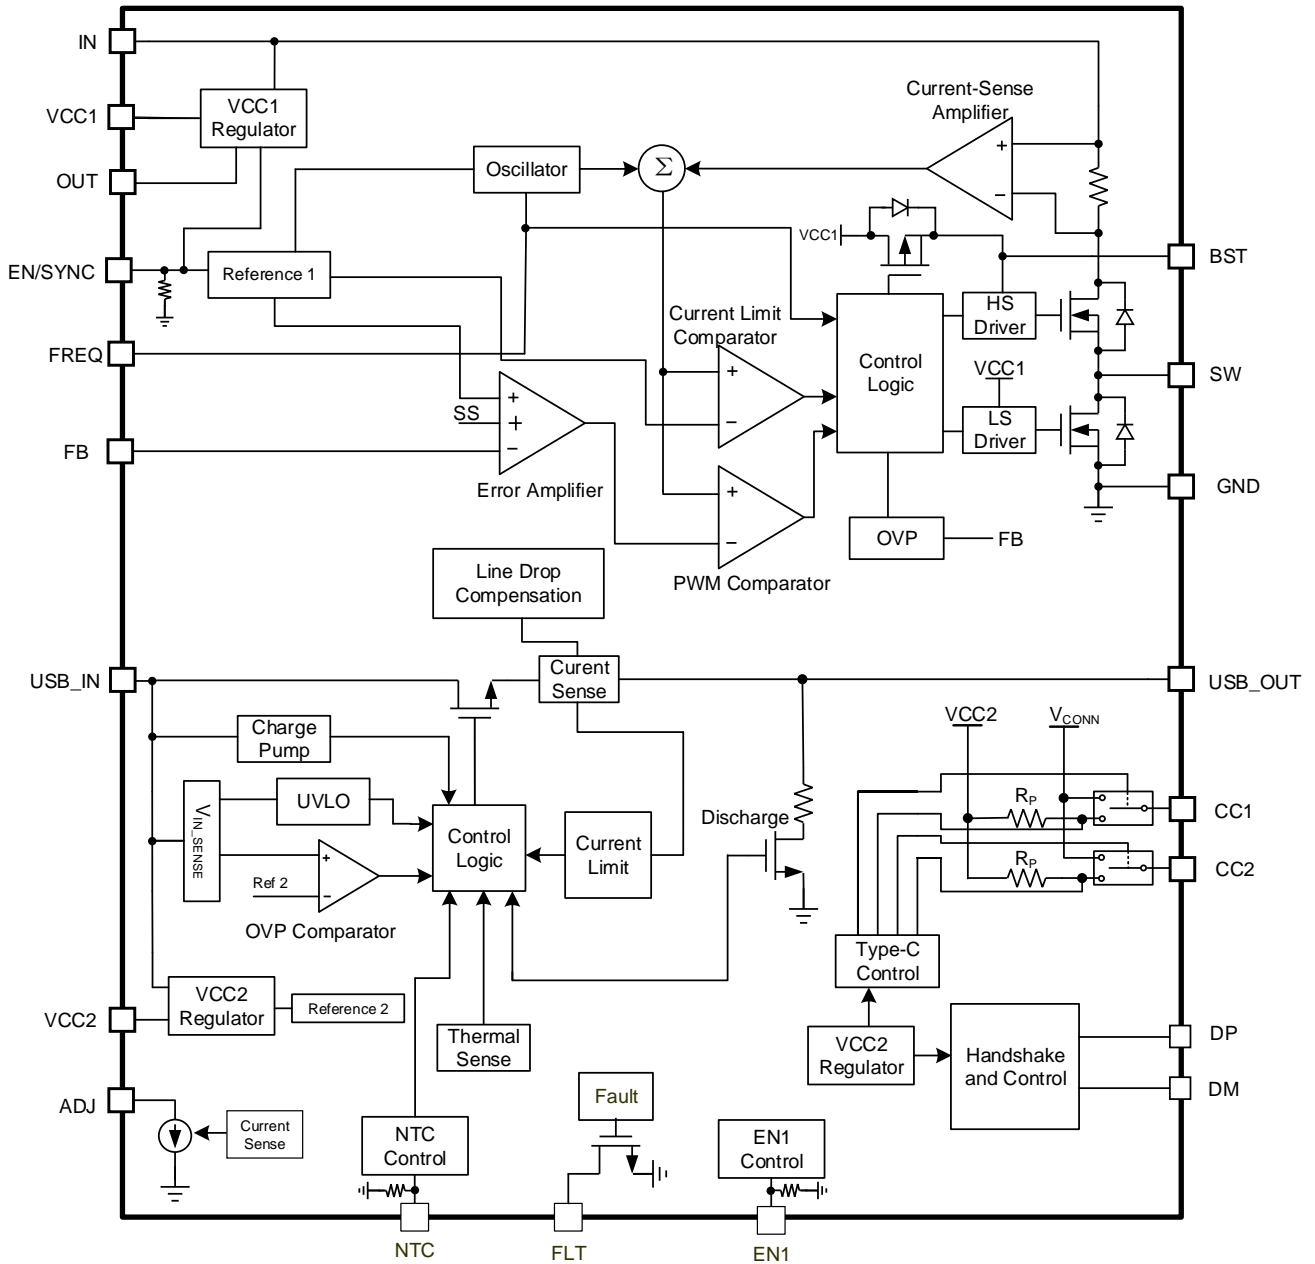 IN
Current-Sense
Amplifier
VCC1
VCC1
Regulator
+
−
OUT
Oscillator
Σ
VCC1
BST
EN/SYNC
Reference 1
HS
Driver
Current Limit
Comparator
FREQ
+
−
Control
Logic
VCC1
SW
LS
Driver
+
SS
+
−
FB
Error Amplifier
+
−
GND
OVP
FB
PWM Comparator
Line Drop
Compensation
USB_IN
Curent
Sense
USB_OUT
Charge
Pump
VCC2
VCONN
UVLO
VIN_SENSE
RP
CC1
Discharge
Control
Logic
Current
Limit
+
Ref 2
−
RP
CC2
OVP Comparator
Type-C
Control
VCC2
Regulator
Reference 2
VCC2
Thermal
Sense
VCC2
Regulator
Handshake
and Control
DP
DM
ADJ
Current
Sense
Fault
NTC
Control
EN1
Control
NTC
FLT
EN1